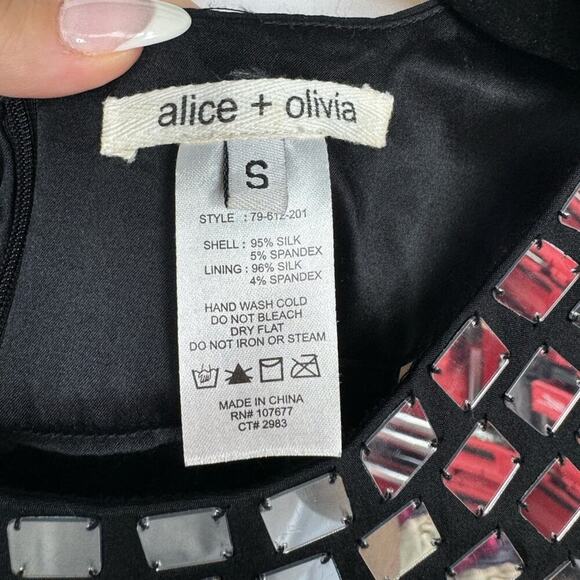 alice + olivia
S
STYLE : 79-612-201
SHELL : 95% SILK
5% SPANDEX
LINING : 96% SILK
4% SPANDEX
HAND WASH COLD
DO NOT BLEACH
DRY FLAT
DO NOT IRON OR STEAM
MADE IN CHINA
RN# 107677
CT# 2983